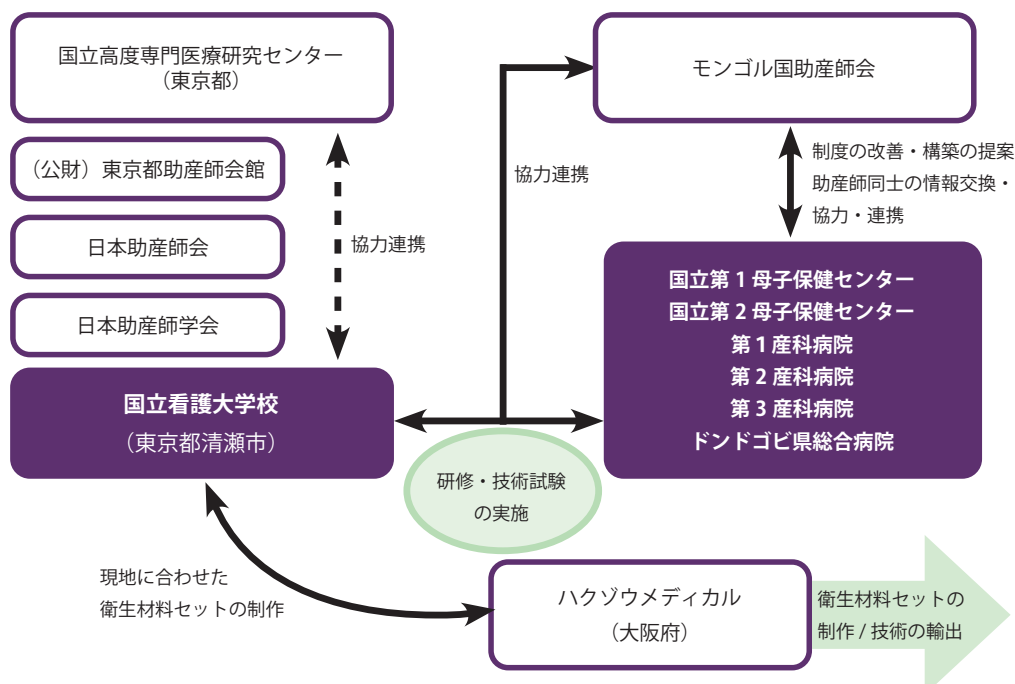 国立高度専門医療研究センター
（東京都）
（公財）東京都助産師会館
日本助産師会
日本助産師学会
協力連携
国立看護大学校
（東京都清瀬市）
協力連携
モンゴル国助産師会
制度の改善・構築の提案
助産師同士の情報交換・
協力・連携
国立第1母子保健センター
国立第2母子保健センター
第1産科病院
第2産科病院
第3産科病院
ドンドゴビ県総合病院
研修・技術試験
の実施
現地に合わせた
衛生材料セットの制作
ハクゾウメディカル
（大阪府）
衛生材料セットの
制作 / 技術の輸出